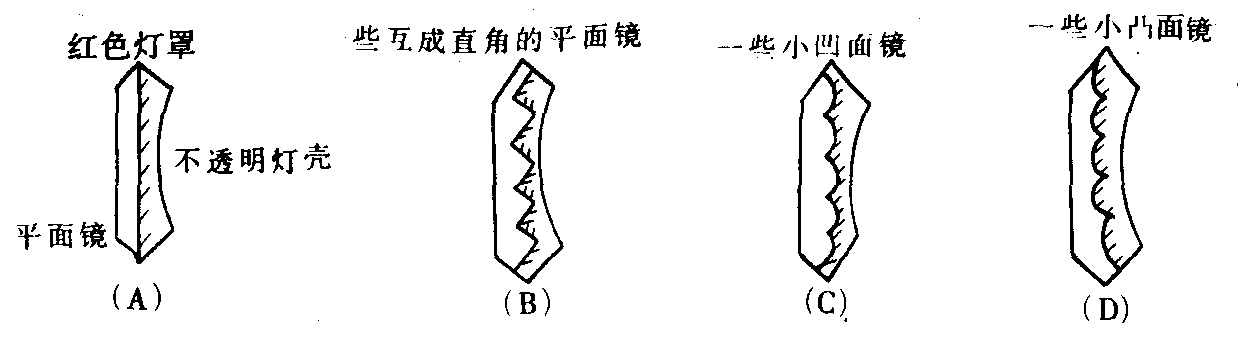 红色灯罩
些互成直角的平面镜
一些小凹面镜
一些小凸面镜
不透明灯壳
平面镜
(A)
(B)
(C)
(D)